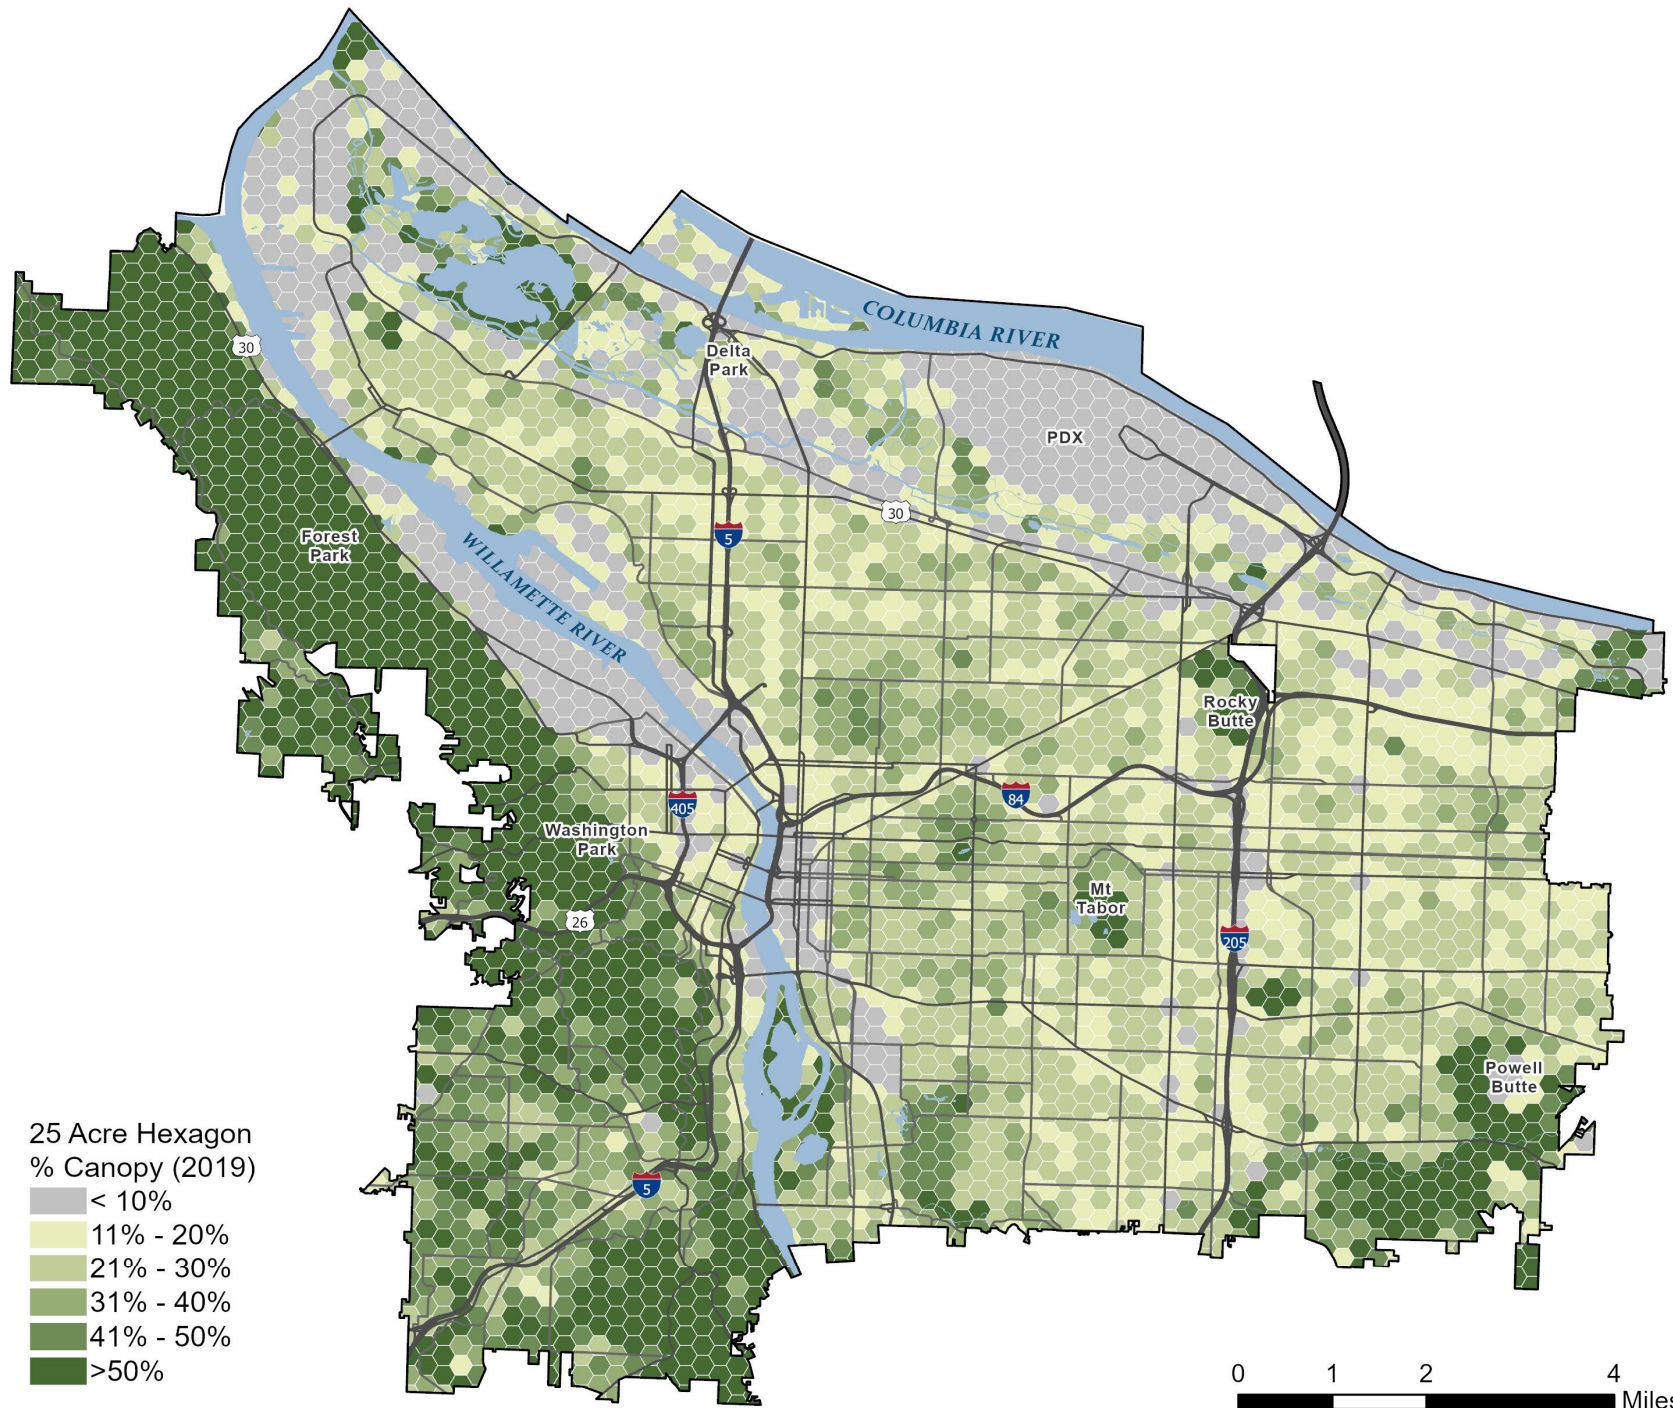 COLUMBIA RIVER
30
Delta
Park
PDX
30
5
Forest
Park
WILLAMETTE RIVER
Rocky
Butte
405
84
Washington
Park
Mt
Tabor
26
205
Powell
Butte
5
25 Acre Hexagon
% Canopy (2019)
< 10%
11% - 20%
21% - 30%
31% - 40%
41% - 50%
>50%
0 1 2 4
Miles